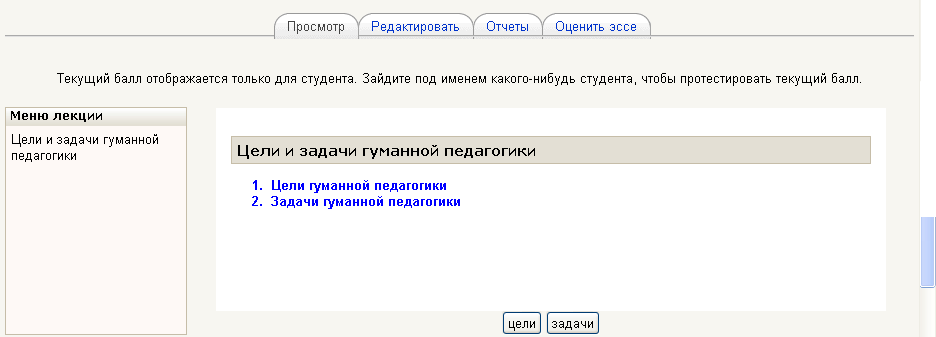 Просмотр Редактировать Отчеты Оценить эссе
Текущий балл отображается только для студента. Зайдите под именем какого-нибудь студента, чтобы протестировать текущий балл.
Меню лекции
Цели и задачи гуманной
педагогики
Цели и задачи гуманной педагогики
1. Цели гуманной педагогики
2. Задачи гуманной педагогики
цели задачи